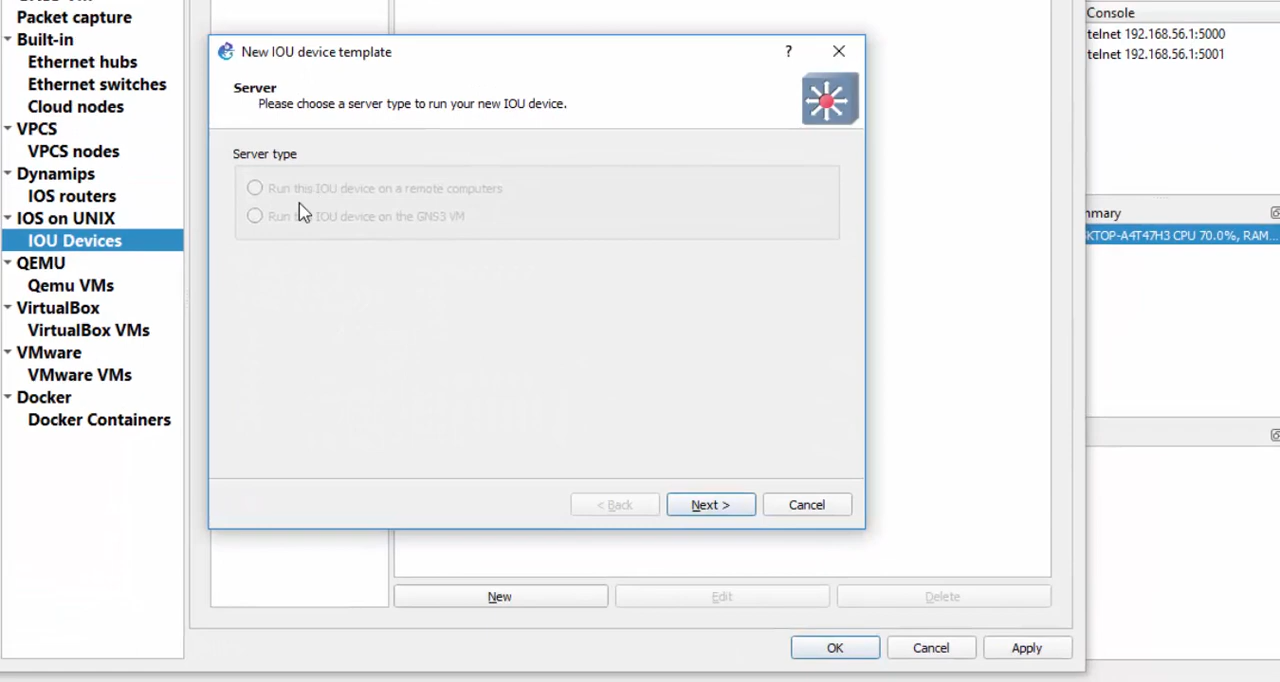 Packet capture
Built-in
Ethernet hubs
Ethernet switches
Cloud nodes
VPCS
VPCS nodes
Dynamips
IOS routers
IOS on UNIX
IOU Devices
QEMU
Qemu VMs
VirtualBox
VirtualBox VMs
VMware
VMware VMs
Docker
Docker Containers
New IOU device template
?
Server
Please choose a server type to run your new IOU device.
Server type
Run this IOU device on a remote computers
Run IOU device on the GNS3 VM
< Back
Next >
Cancel
New
Edit
Delete
OK
Cancel
Apply
Console
telnet 192.168.56.1:5000
telnet 192.168.56.1:5001
mmary
KTOP-A4T47H3 CPU 70.0%, RAM...